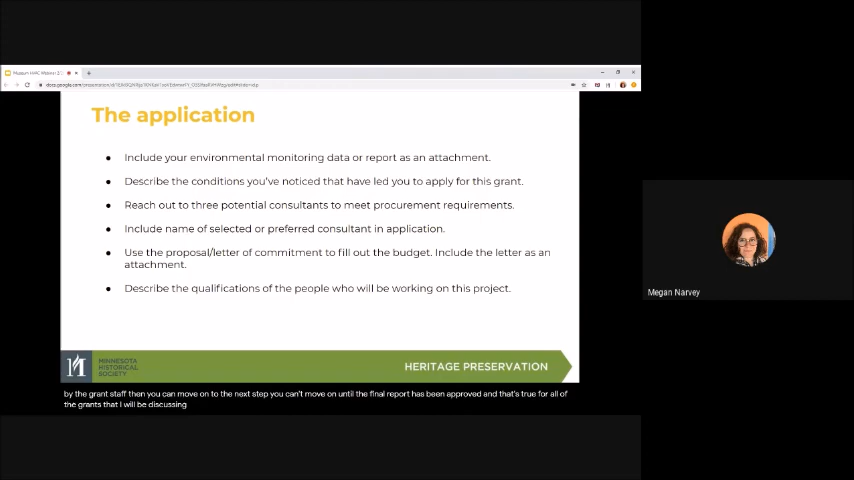 The application
● Include your environmental monitoring data or report as an attachment.
● Describe the conditions you've noticed that have led you to apply for this grant.
● Reach out to three potential consultants to meet procurement requirements.
● Include name of selected or preferred consultant in application.
● Use the proposal/letter of commitment to fill out the budget. Include the letter as an
attachment.
● Describe the qualifications of the people who will be working on this project.
MINNESOTA
HISTORICAL
SOCIETY
HERITAGE PRESERVATION
by the grant staff then you can move on to the next step you can't move on until the final report has been approved and that's true for all of
the grants that I will be discussing
Megan Narvey